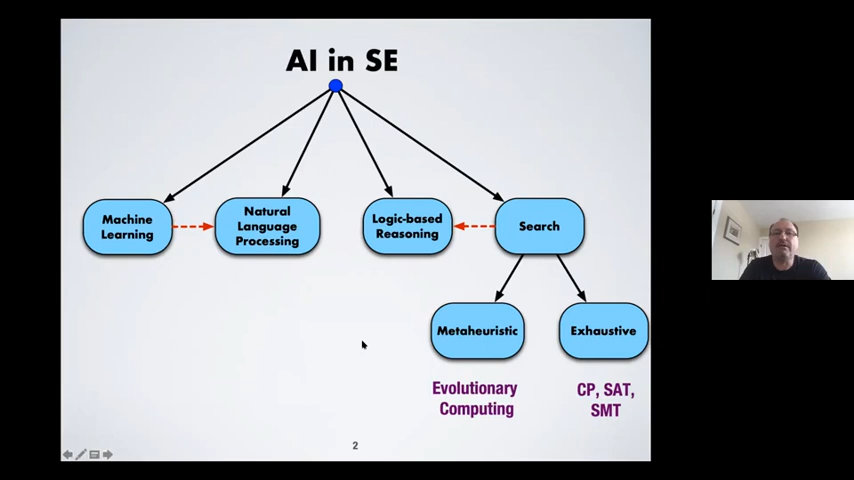 AI in SE
Machine
Learning
Natural
Language
Processing
Logic-based
Reasoning
Search
Metaheuristic
Exhaustive
Evolutionary
Computing
CP, SAT,
SMT
2